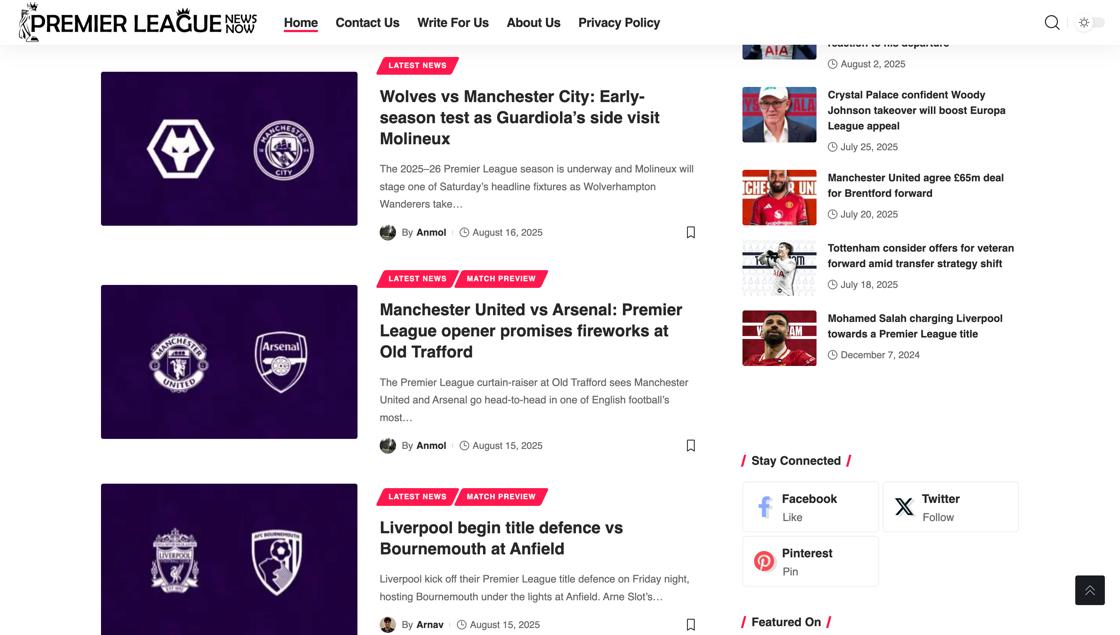 PREMIER LEAGUE NEWS NOW
Home Contact Us Write For Us About Us Privacy Policy
LATEST NEWS
Wolves vs Manchester City: Early-
season test as Guardiola’s side visit
Molineux
The 2025–26 Premier League season is underway and Molineux will
stage one of Saturday’s headline fixtures as Wolverhampton
Wanderers take…
By Anmol August 16, 2025
MANCHESTER
CITY
LATEST NEWS MATCH PREVIEW
Manchester United vs Arsenal: Premier
League opener promises fireworks at
Old Trafford
The Premier League curtain-raiser at Old Trafford sees Manchester
United and Arsenal go head-to-head in one of English football’s
most…
By Anmol August 15, 2025
MANCHESTER
UNITED
Arsenal
LATEST NEWS MATCH PREVIEW
Liverpool begin title defence vs
Bournemouth at Anfield
Liverpool kick off their Premier League title defence on Friday night,
hosting Bournemouth under the lights at Anfield. Arne Slot’s…
By Arnav August 15, 2025
LIVERPOOL
AFC BOURNEMOUTH
AIA
August 2, 2025
Crystal Palace confident Woody
Johnson takeover will boost Europa
League appeal
July 25, 2025
Manchester United agree £65m deal
for Brentford forward
July 20, 2025
Tottenham consider offers for veteran
forward amid transfer strategy shift
July 18, 2025
Mohamed Salah charging Liverpool
towards a Premier League title
December 7, 2024
Stay Connected
Facebook
Like
Twitter
Follow
Pinterest
Pin
Featured On